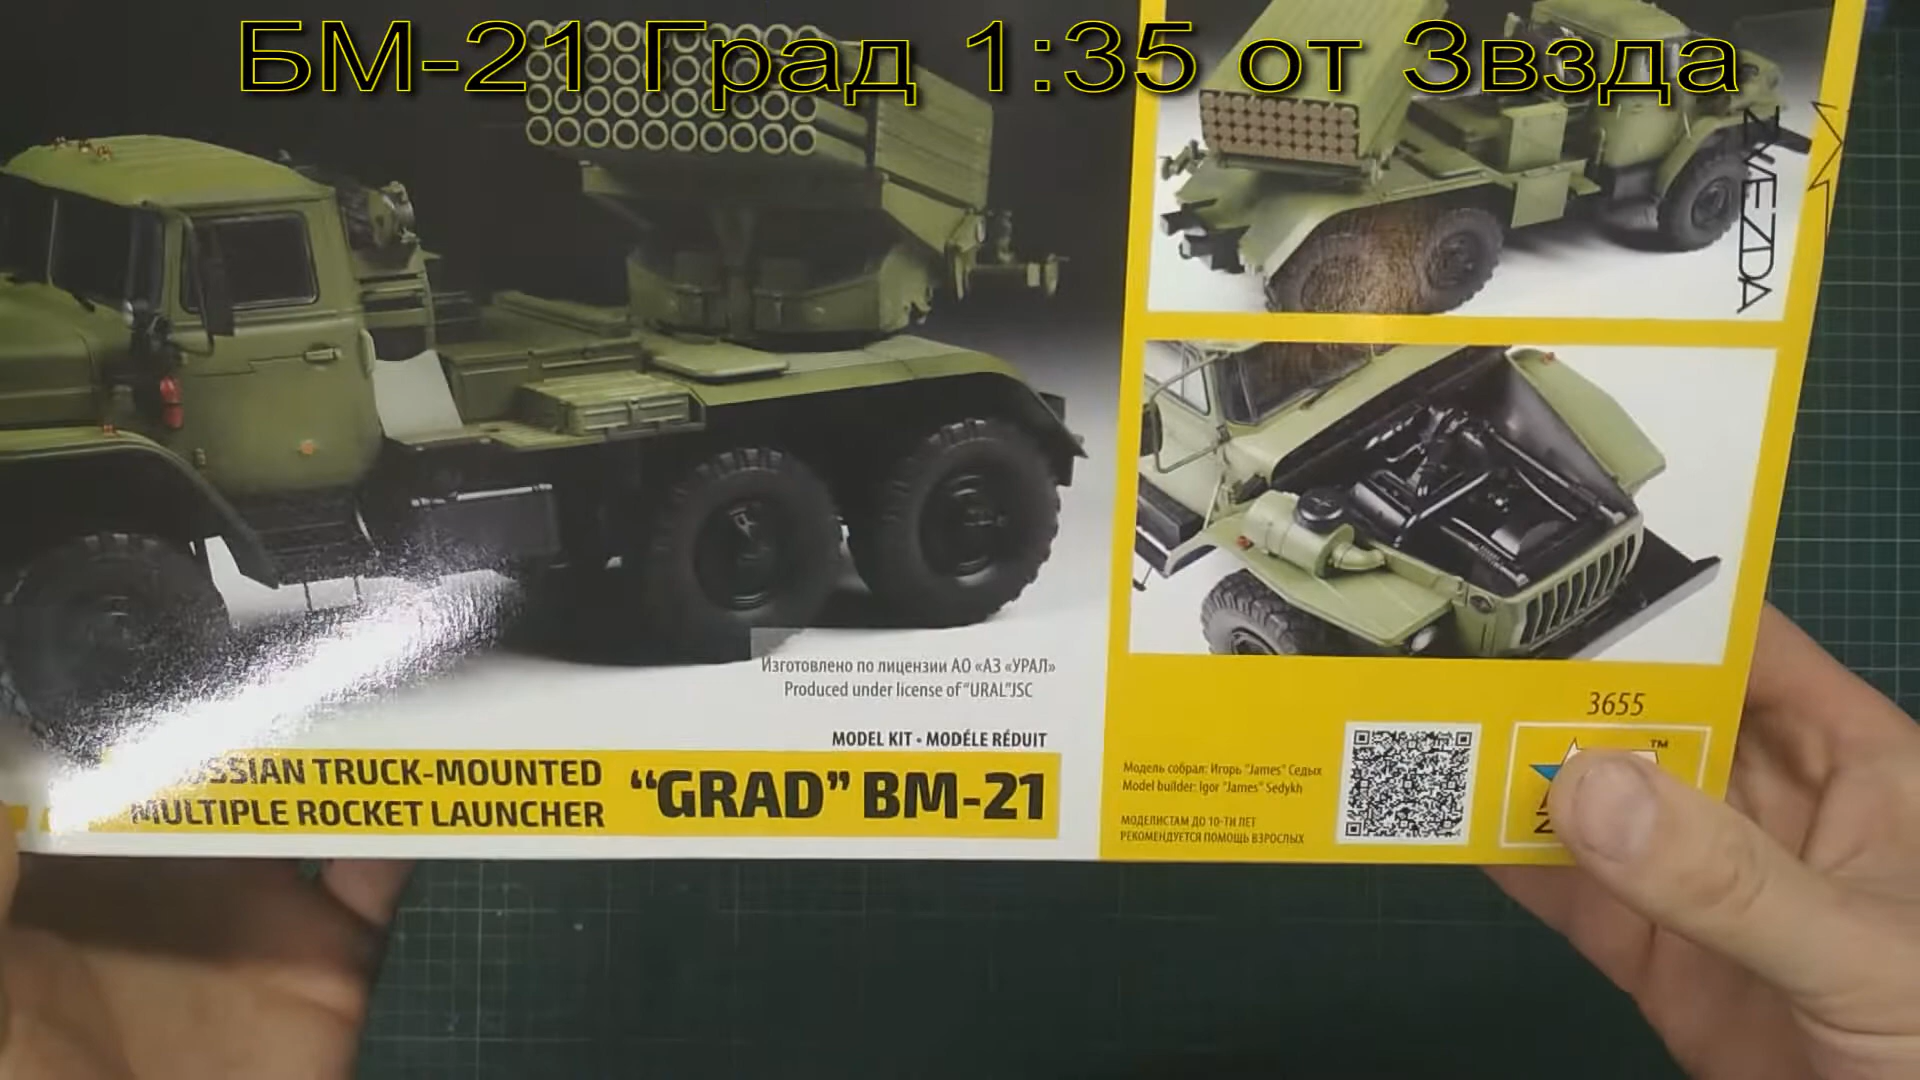 БМ-21 Град 1:35 от Звзда
ZVEZDA
Изготовлено по лицензии АО «АЗ «УРАЛ»
Produced under license of "URAL"JSC
MODEL KIT • MODÉLE RÉDUIT
TRUCK-MOUNTED
MULTIPLE ROCKET LAUNCHER
“GRAD” BM-21
3655
TM
Модель собрал: Игорь "James" Седых
Model builder: Igor "James" Sedykh
МОДЕЛИСТАМ ДО 10-ТИ ЛЕТ
РЕКОМЕНДУЕТСЯ ПОМОЩЬ ВЗРОСЛЫХ